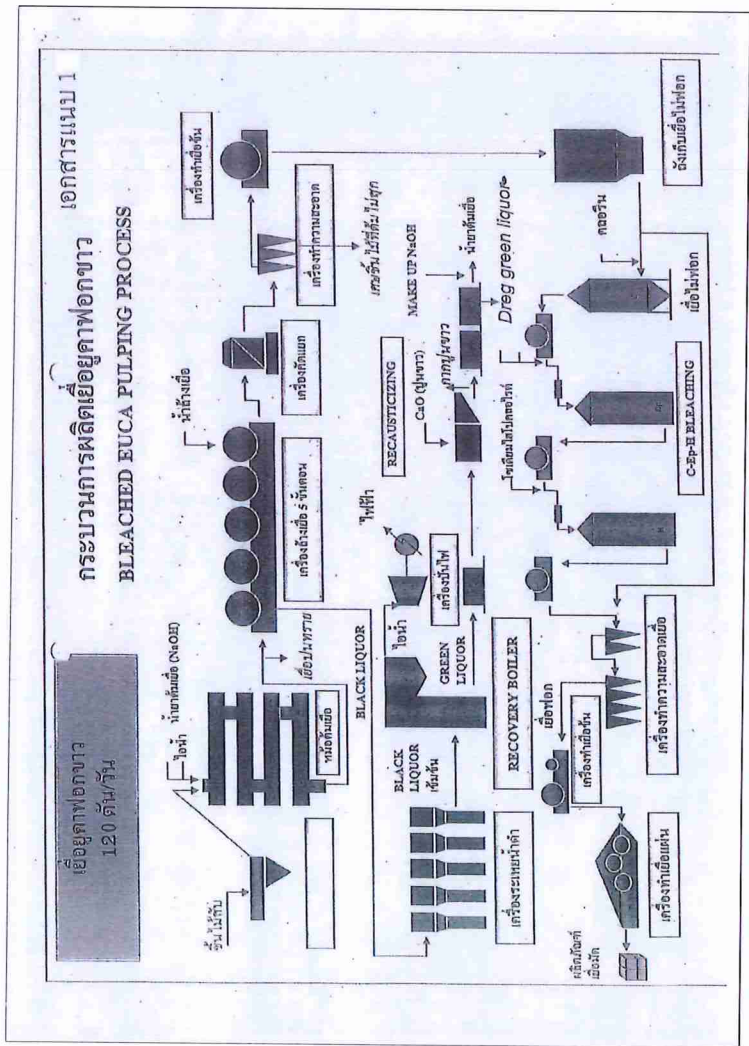 เอกสารแนบ 1
กระบวนการผลิตเยื่อยูคาฟอกขาว
BLEACHED EUCA PULPING PROCESS
เยื่อยูคาฟอกขาว
120 ตัน/วัน
ชิ้นไม้สับ
ไอน้ำ
น้ำยาต้มเยื่อ (NaOH)
หม้อต้มเยื่อ
เยื่อปนทราย
น้ำล้างเยื่อ
เครื่องล้างเยื่อ 5 ขั้นตอน
เครื่องคัดแยก
เครื่องทำความสะอาด
เศษชิ้นไม้ที่ต้มไม่สุก
เครื่องทำเยื่อข้น
BLACK LIQUOR
เครื่องระเหยน้ำดำ
BLACK
LIQUOR
เข้มข้น
RECOVERY BOILER
ไอน้ำ
ไฟฟ้า
เครื่องปั่นไฟ
GREEN
LIQUOR
RECAUSTICIZING
CaO (ปูนขาว)
กากปูนขาว
MAKE UP NaOH
น้ำยาต้มเยื่อ
Dreg green liquor
ถังเก็บเยื่อไม่ฟอก
คลอรีน
เยื่อไม่ฟอก
C-Ep-H BLEACHING
โซเดียมไฮโปคลอไรท์
เครื่องทำความสะอาดเยื่อ
เยื่อฟอก
เครื่องทำเยื่อข้น
เครื่องทำเยื่อแผ่น
ผลิตภัณฑ์
เยื่อมัด